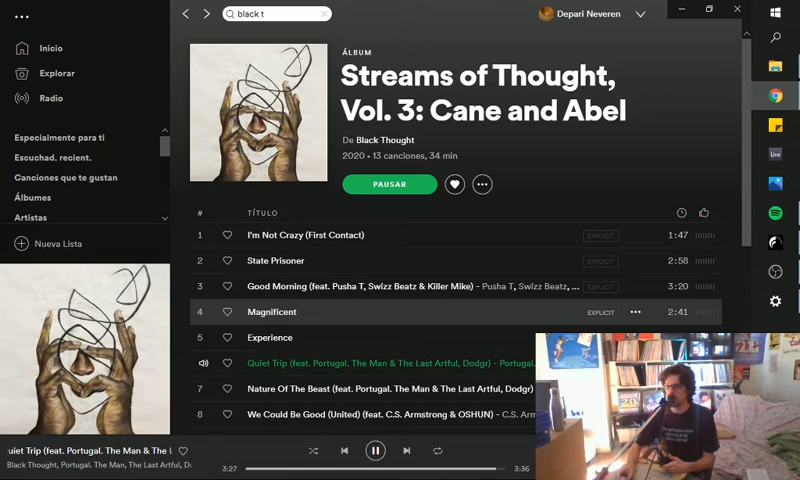 black t
Depari Neveren
Inicio
Explorar
Radio
Especialmente para ti
Escuchad. recient.
Canciones que te gustan
Álbumes
Artistas
Nueva Lista
ÁLBUM
Streams of Thought,
Vol. 3: Cane and Abel
De Black Thought
2020 • 13 canciones, 34 min
PAUSAR
# TÍTULO
1 I'm Not Crazy (First Contact) EXPLICIT 1:47
2 State Prisoner EXPLICIT 2:58
3 Good Morning (feat. Pusha T, Swizz Beatz & Killer Mike) - Pusha T, Swizz Beatz, ... EXPLICIT 3:20
4 Magnificent EXPLICIT ••• 2:41
5 Experience
Quiet Trip (feat. Portugal. The Man & The Last Artful, Dodgr) - Portugal.
7 Nature Of The Beast (feat. Portugal. The Man & The Last Artful, Dodgr)
8 We Could Be Good (United) (feat. C.S. Armstrong & OSHUN) - C.S. Arm
uiet Trip (feat. Portugal. The Man & The L
Black Thought, Portugal. The Man, The Last Artful, Do
3:27
3:36
Live